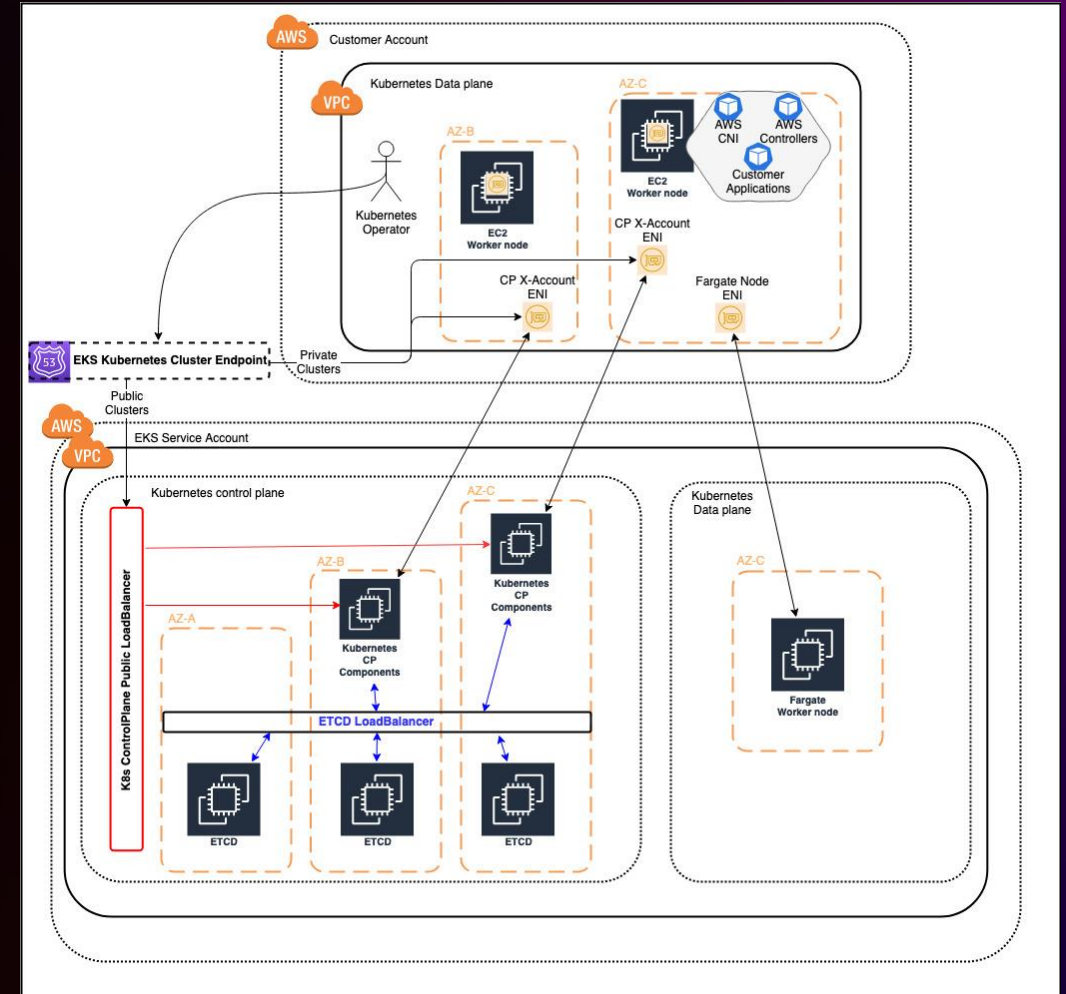 AWS
Customer Account
VPC
Kubernetes Data plane
AZ-C
AWS
CNI
AWS
Controllers
Customer
Applications
EC2
Worker node
AZ-B
EC2
Worker node
Kubernetes
Operator
CP X-Account
ENI
CP X-Account
ENI
Fargate Node
ENI
53
EKS Kubernetes Cluster Endpoint
Private
Clusters
Public
Clusters
AWS
VPC
EKS Service Account
Kubernetes control plane
K8s ControlPlane Public LoadBalancer
AZ-A
AZ-B
AZ-C
Kubernetes
CP
Components
Kubernetes
CP
Components
ETCD LoadBalancer
ETCD
ETCD
ETCD
Kubernetes
Data plane
AZ-C
Fargate
Worker node